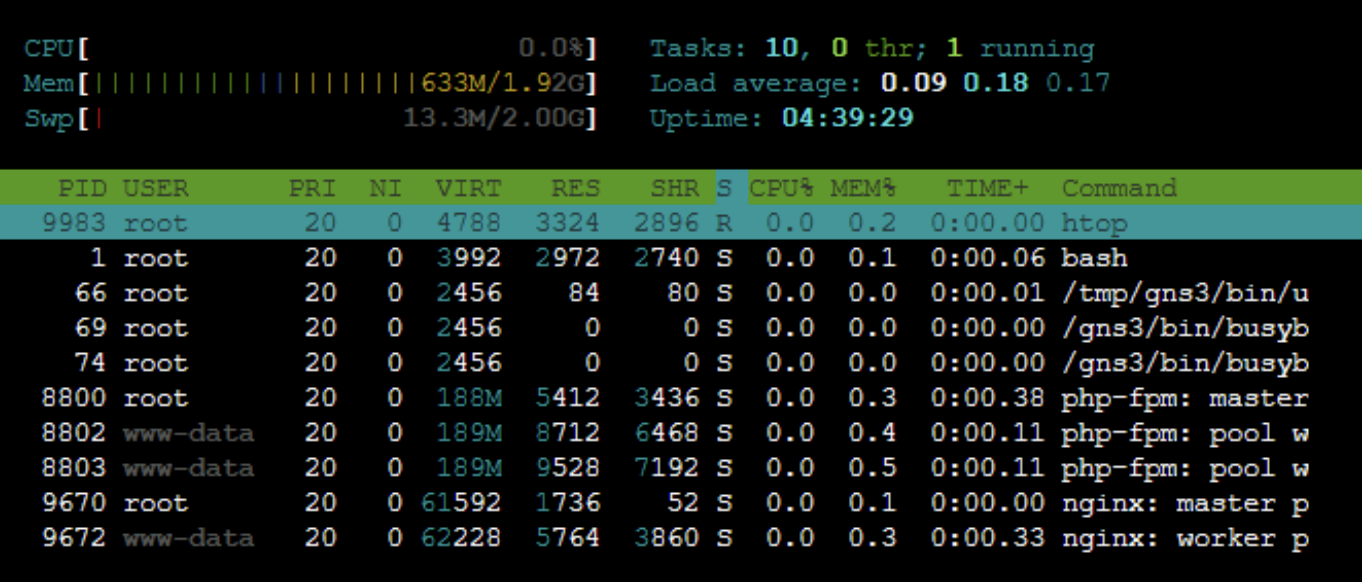 CPU[ 0.0%] Tasks: 10, 0 thr; 1 running
Mem[||||||||||||||||||||633M/1.92G] Load average: 0.09 0.18 0.17
Swp[| 13.3M/2.00G] Uptime: 04:39:29
PID USER PRI NI VIRT RES SHR S CPU% MEM% TIME+ Command
9983 root 20 0 4788 3324 2896 R 0.0 0.2 0:00.00 htop
1 root 20 0 3992 2972 2740 S 0.0 0.1 0:00.06 bash
66 root 20 0 2456 84 80 S 0.0 0.0 0:00.01 /tmp/gns3/bin/u
69 root 20 0 2456 0 0 S 0.0 0.0 0:00.00 /gns3/bin/busyb
74 root 20 0 2456 0 0 S 0.0 0.0 0:00.00 /gns3/bin/busyb
8800 root 20 0 188M 5412 3436 S 0.0 0.3 0:00.38 php-fpm: master
8802 www-data 20 0 189M 8712 6468 S 0.0 0.4 0:00.11 php-fpm: pool w
8803 www-data 20 0 189M 9528 7192 S 0.0 0.5 0:00.11 php-fpm: pool w
9670 root 20 0 61592 1736 52 S 0.0 0.1 0:00.00 nginx: master p
9672 www-data 20 0 62228 5764 3860 S 0.0 0.3 0:00.33 nginx: worker p